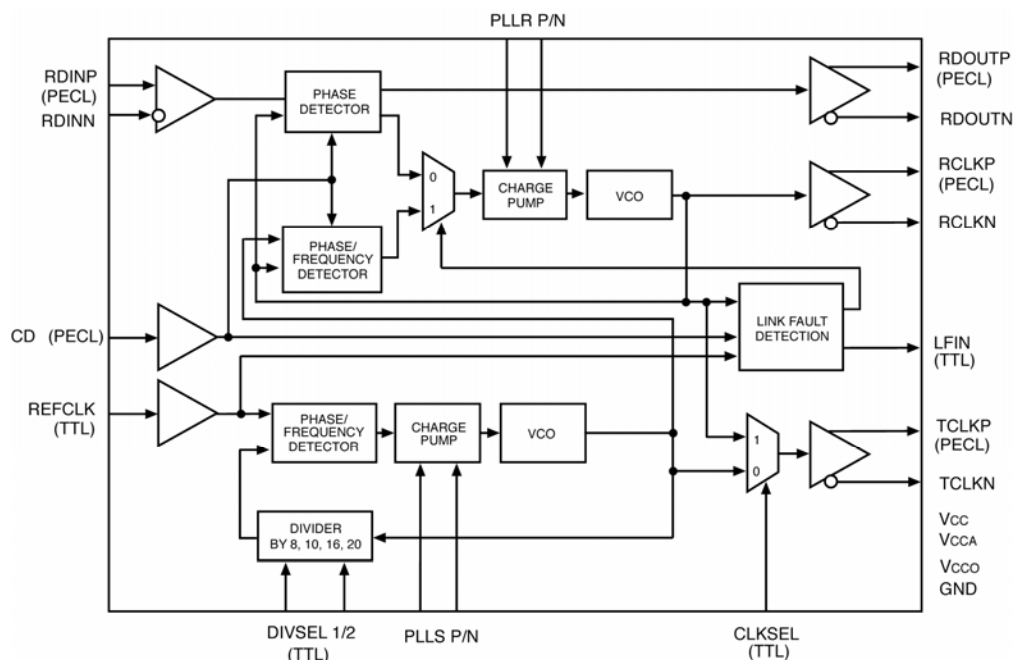 PLLR P/N
RDINP
(PECL)
RDINN
PHASE
DETECTOR
RDOUTP
(PECL)
RDOUTN
0
1
CHARGE
PUMP
VCO
RCLKP
(PECL)
RCLKN
PHASE/
FREQUENCY
DETECTOR
CD (PECL)
LINK FAULT
DETECTION
LFIN
(TTL)
REFCLK
(TTL)
PHASE/
FREQUENCY
DETECTOR
CHARGE
PUMP
VCO
1
0
TCLKP
(PECL)
TCLKN
DIVIDER
BY 8, 10, 16, 20
VCC
VCCA
VCCO
GND
DIVSEL 1/2
(TTL)
PLLS P/N
CLKSEL
(TTL)